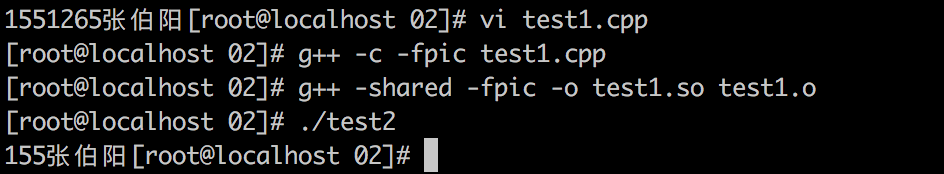 1551265张伯阳[root@localhost 02]# vi test1.cpp
[root@localhost 02]# g++ -c -fpic test1.cpp
[root@localhost 02]# g++ -shared -fpic -o test1.so test1.o
[root@localhost 02]# ./test2
155张伯阳[root@localhost 02]#